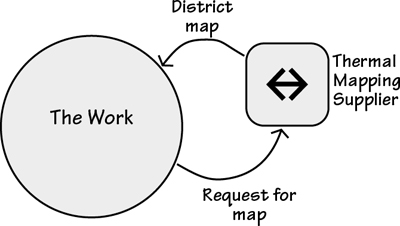 District
map
Thermal
Mapping
Supplier
The Work
Request for
map